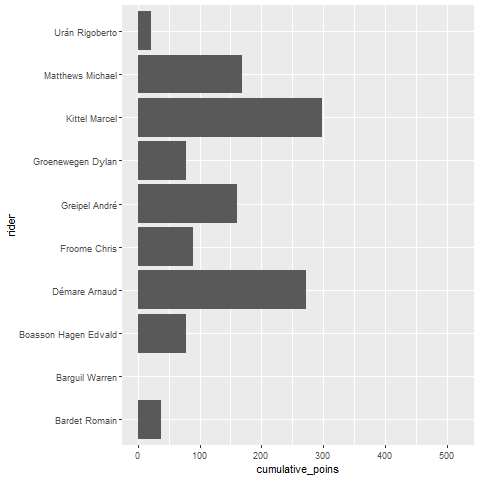 Urán Rigoberto
Matthews Michael
Kittel Marcel
Groenewegen Dylan
Greipel André
Froome Chris
Démare Arnaud
Boasson Hagen Edvald
Barguil Warren
Bardet Romain
rider
0 100 200 300 400 500
cumulative_poins